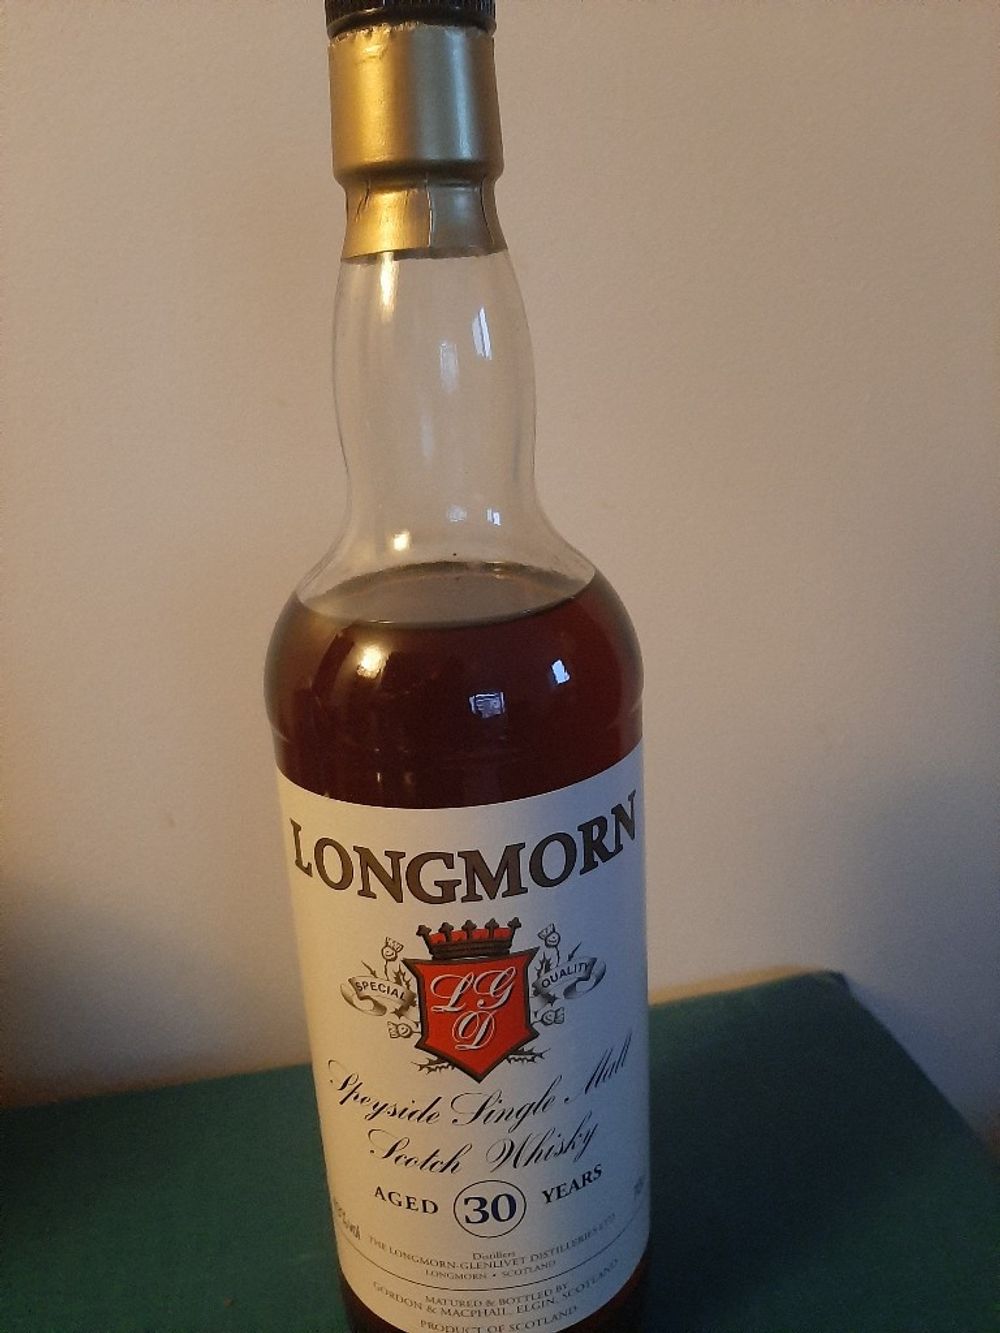 LONGMORN
SPECIAL QUALITY
L G
D
Speyside Single Malt
Scotch Whisky
AGED 30 YEARS
Distillers
THE LONGMORN-GLENLIVET DISTILLERIES LTD
LONGMORN • SCOTLAND
MATURED & BOTTLED BY
GORDON & MACPHAIL, ELGIN, SCOTLAND
PRODUCT OF SCOTLAND